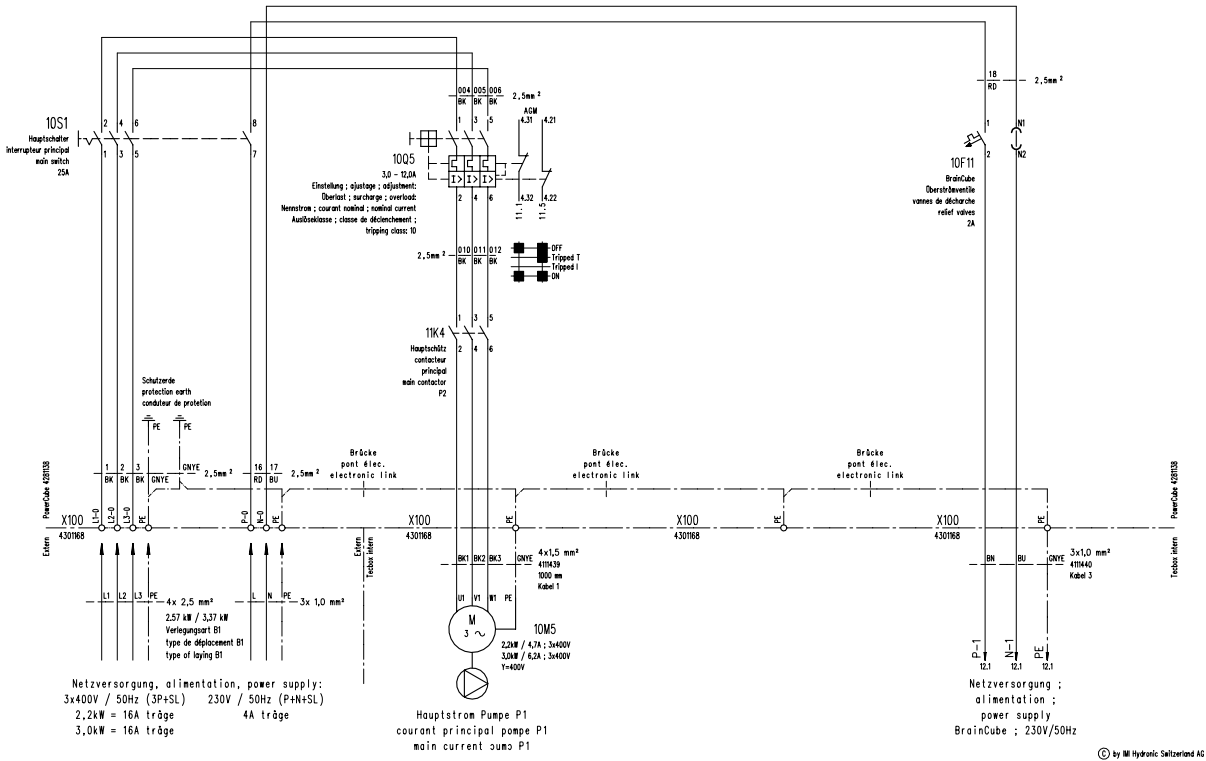 18
RD
2,5mm²
004 005 006
BK BK BK
2,5mm²
AGM
4.31 4.21
10S1
Hauptschalter
interrupteur principal
main switch
25A
2 4 6
1 3 5
8
7
1 3 5
10Q5
3,0 - 12,0A
Einstellung ; ajustage ; adjustment:
Überlast ; surcharge ; overload:
Nennstrom ; courant nominal ; nominal current
Auslöseklasse ; classe de déclenchement ;
tripping class: 10
I> I> I>
2 4 6
4.32 4.22
11.1 11.5
1 N1
2 N2
10F11
BrainCube
Überströmventile
vannes de décharche
relief valves
2A
2,5mm²
010 011 012
BK BK BK
OFF
Tripped T
Tripped I
ON
1 3 5
11K4
2 4 6
Hauptschütz
contacteur
principal
main contactor
P2
Schutzerde
protection earth
conduteur de protetion
PE PE
1 2 3 GNYE
BK BK BK GNYE
2,5mm²
16 17
RD BU
2,5mm²
Brücke
pont élec.
electronic link
Brücke
pont élec.
electronic link
Brücke
pont élec.
electronic link
PowerCube 4281138
X100
4301168
L1-0 L2-0 L3-0 PE
P-0 N-0 PE
X100
4301168
PE
X100
4301168
PE
X100
4301168
PE
PowerCube 4281138
Extern
Extern
Tecbox intern
Tecbox intern
L1 L2 L3 PE
4x 2,5 mm²
2,57 kW / 3,37 kW
Verlegungsart B1
type de déplacement B1
type of laying B1
L N PE
3x 1,0 mm²
BK1 BK2 BK3 GNYE
4x1,5 mm²
4111439
1000 mm
Kabel 1
U1 V1 W1 PE
M
3 ~
10M5
2,2kW / 4,7A ; 3x400V
3,0kW / 6,2A ; 3x400V
Y=400V
BN BU GNYE
3x1,0 mm²
4111440
Kabel 3
P-1 N-1 PE
12.1 12.1 12.1
Netzversorgung, alimentation, power supply:
3x400V / 50Hz (3P+SL) 230V / 50Hz (P+N+SL)
2,2kW = 16A träge 4A träge
3,0kW = 16A träge
Hauptstrom Pumpe P1
courant principal pompe P1
main current pump P1
Netzversorgung ;
alimentation ;
power supply
BrainCube ; 230V/50Hz
© by IMI Hydronic Switzerland AG